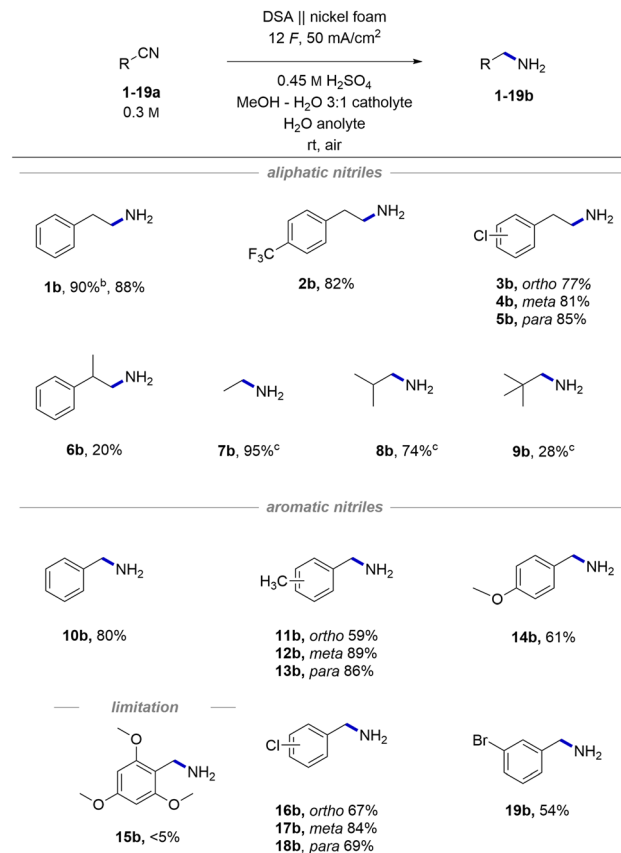 DSA || nickel foam
12 F, 50 mA/cm²
R CN
1-19a
0.3 M
0.45 M H₂SO₄
MeOH - H₂O 3:1 catholyte
H₂O anolyte
rt, air
R NH₂
1-19b
aliphatic nitriles
NH₂
1b, 90%ᵇ, 88%
F₃C NH₂
2b, 82%
Cl NH₂
3b, ortho 77%
4b, meta 81%
5b, para 85%
NH₂
6b, 20%
NH₂
7b, 95%ᶜ
NH₂
8b, 74%ᶜ
NH₂
9b, 28%ᶜ
aromatic nitriles
NH₂
10b, 80%
H₃C NH₂
11b, ortho 59%
12b, meta 89%
13b, para 86%
O NH₂
14b, 61%
limitation
O NH₂
O O
15b, <5%
Cl NH₂
16b, ortho 67%
17b, meta 84%
18b, para 69%
Br NH₂
19b, 54%